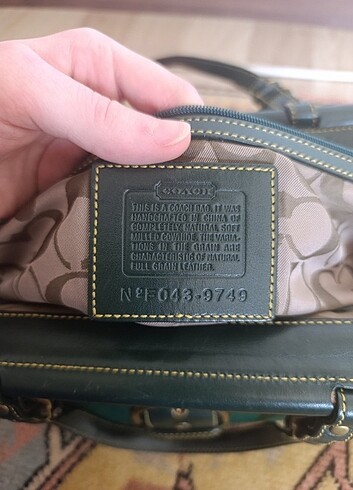 COACH
THIS IS A COACH BAG. IT WAS
HANDCRAFTED IN CHINA OF
COMPLETELY NATURAL SOFT
MILLED COWHIDE. THE VARIA-
TIONS IN THE GRAIN ARE
CHARACTERISTIC OF NATURAL
FULL GRAIN LEATHER.
Nº F043-9749